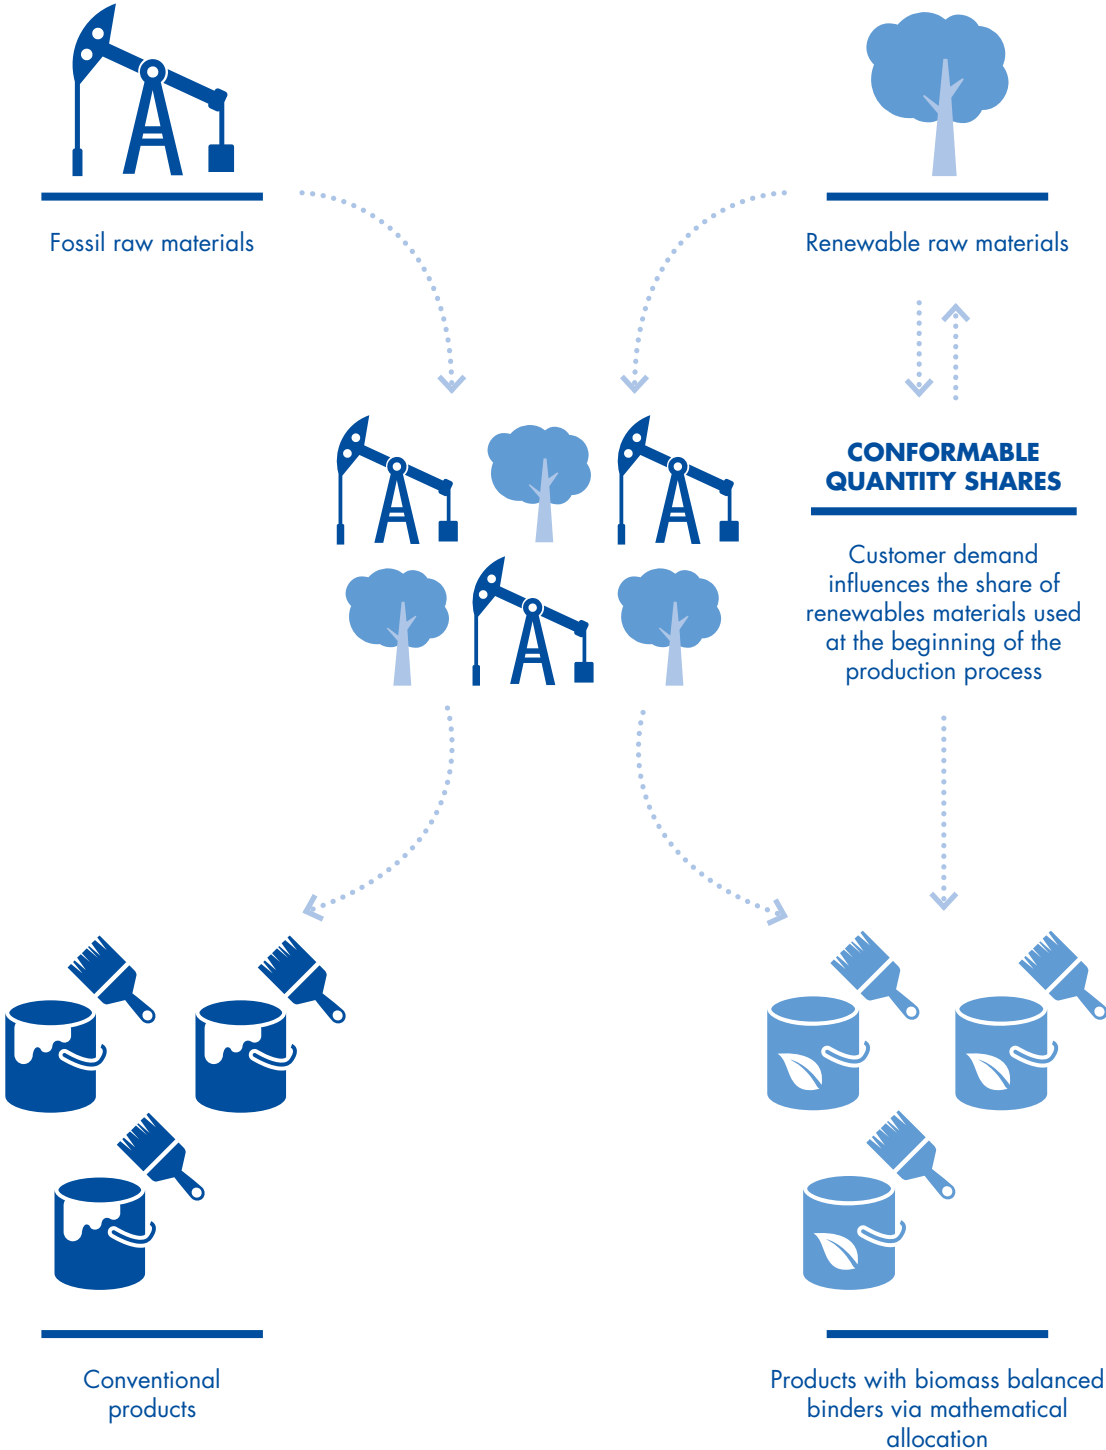 Fossil raw materials
Renewable raw materials
CONFORMABLE
QUANTITY SHARES
Customer demand
influences the share of
renewables materials used
at the beginning of the
production process
Conventional
products
Products with biomass balanced
binders via mathematical
allocation